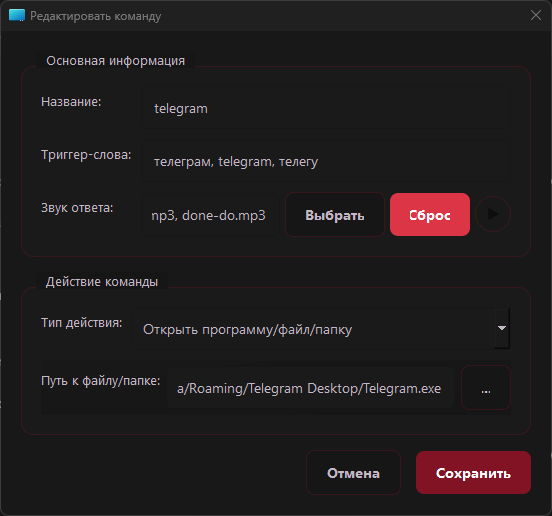 Редактировать команду
Основная информация
Название:
telegram
Триггер-слова:
телеграм, telegram, телегу
Звук ответа:
mp3, done-do.mp3
Выбрать
Сброс
Действие команды
Тип действия:
Открыть программу/файл/папку
Путь к файлу/папке:
a/Roaming/Telegram Desktop/Telegram.exe
...
Отмена
Сохранить